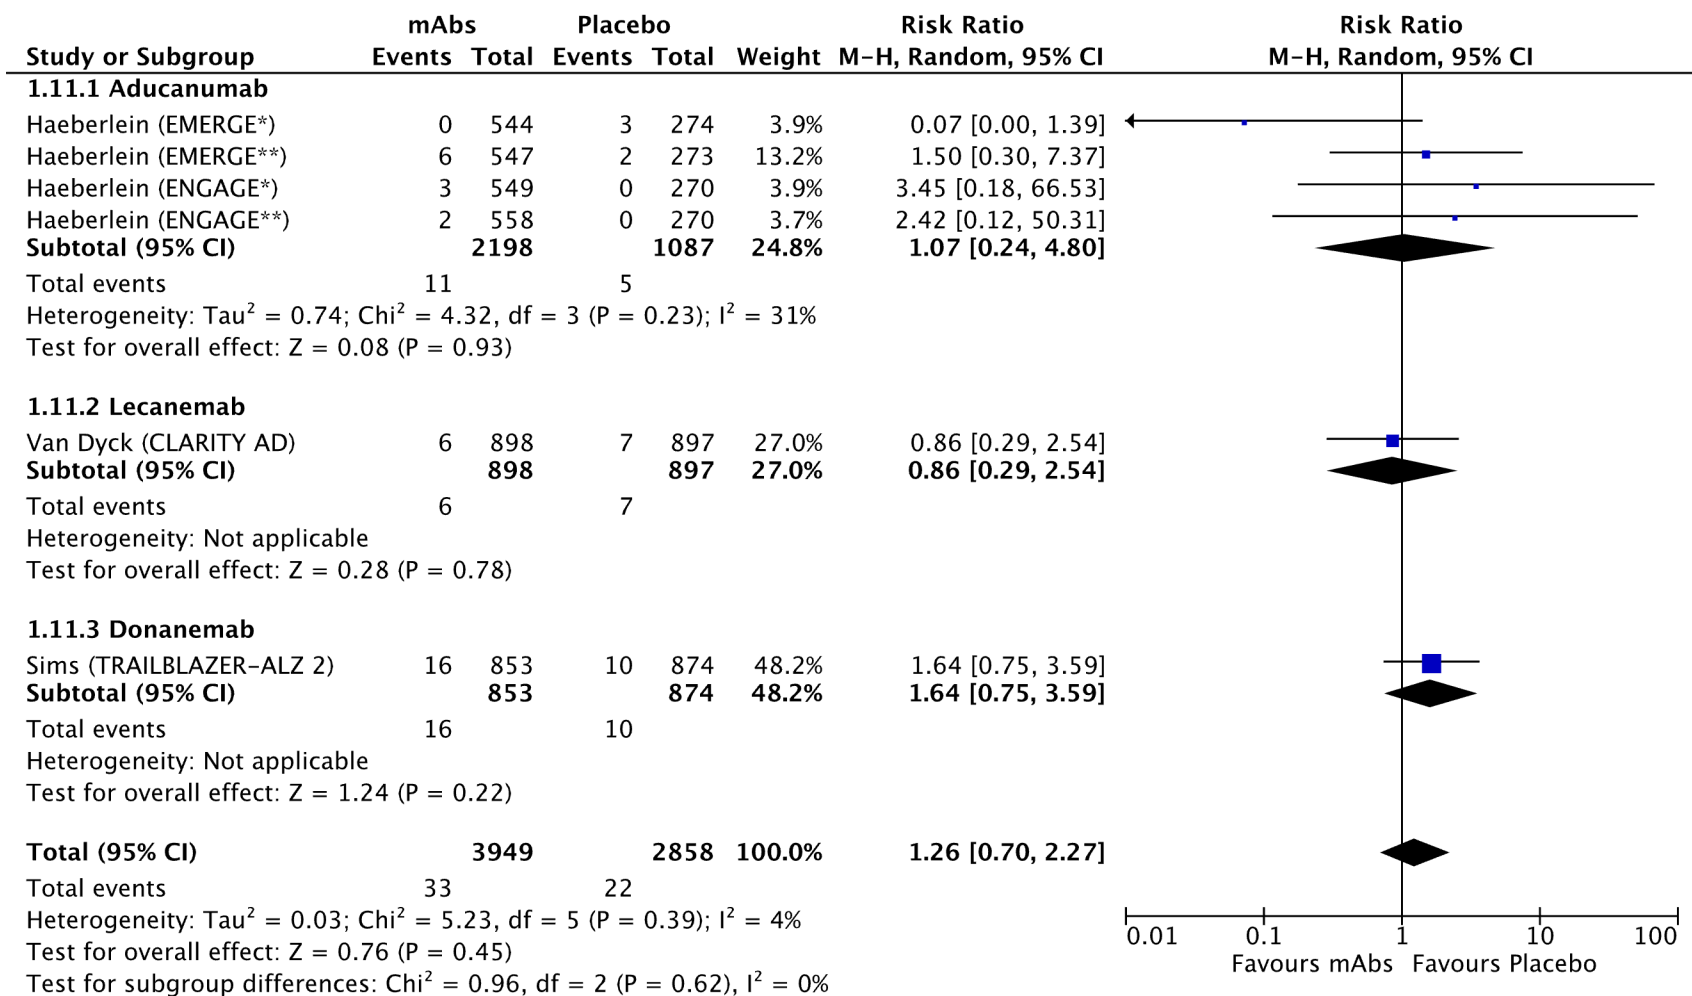 mAbs Placebo Risk Ratio Risk Ratio
Study or Subgroup Events Total Events Total Weight M-H, Random, 95% CI M-H, Random, 95% CI
1.11.1 Aducanumab
Haeberlein (EMERGE*) 0 544 3 274 3.9% 0.07 [0.00, 1.39]
Haeberlein (EMERGE**) 6 547 2 273 13.2% 1.50 [0.30, 7.37]
Haeberlein (ENGAGE*) 3 549 0 270 3.9% 3.45 [0.18, 66.53]
Haeberlein (ENGAGE**) 2 558 0 270 3.7% 2.42 [0.12, 50.31]
Subtotal (95% CI) 2198 1087 24.8% 1.07 [0.24, 4.80]
Total events 11 5
Heterogeneity: Tau² = 0.74; Chi² = 4.32, df = 3 (P = 0.23); I² = 31%
Test for overall effect: Z = 0.08 (P = 0.93)
1.11.2 Lecanemab
Van Dyck (CLARITY AD) 6 898 7 897 27.0% 0.86 [0.29, 2.54]
Subtotal (95% CI) 898 897 27.0% 0.86 [0.29, 2.54]
Total events 6 7
Heterogeneity: Not applicable
Test for overall effect: Z = 0.28 (P = 0.78)
1.11.3 Donanemab
Sims (TRAILBLAZER-ALZ 2) 16 853 10 874 48.2% 1.64 [0.75, 3.59]
Subtotal (95% CI) 853 874 48.2% 1.64 [0.75, 3.59]
Total events 16 10
Heterogeneity: Not applicable
Test for overall effect: Z = 1.24 (P = 0.22)
Total (95% CI) 3949 2858 100.0% 1.26 [0.70, 2.27]
Total events 33 22
Heterogeneity: Tau² = 0.03; Chi² = 5.23, df = 5 (P = 0.39); I² = 4%
Test for overall effect: Z = 0.76 (P = 0.45)
Test for subgroup differences: Chi² = 0.96, df = 2 (P = 0.62), I² = 0%
0.01 0.1 1 10 100
Favours mAbs Favours Placebo